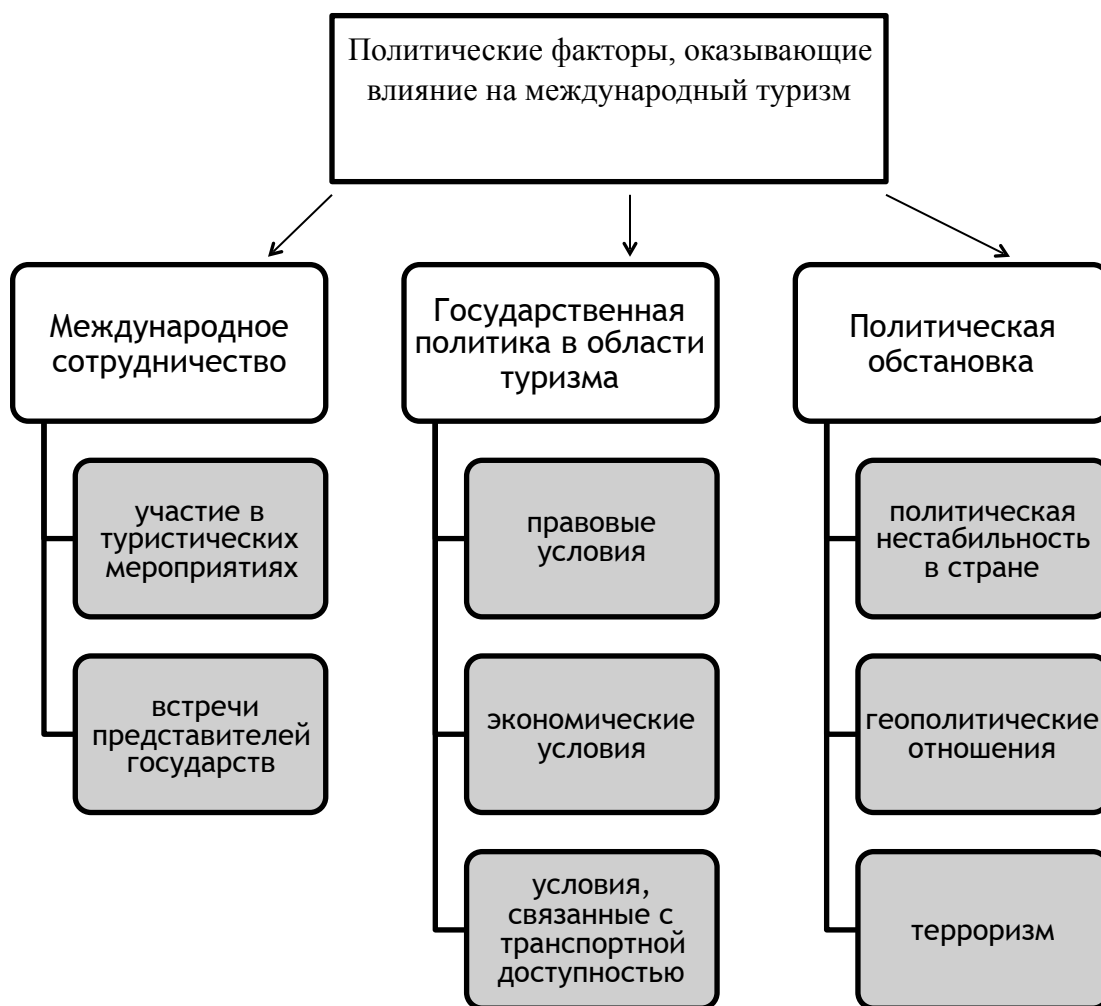 Политические факторы, оказывающие
влияние на международный туризм
Международное
сотрудничество
участие в
туристических
мероприятиях
встречи
представителей
государств
Государственная
политика в области
туризма
правовые
условия
экономические
условия
условия,
связанные с
транспортной
доступностью
Политическая
обстановка
политическая
нестабильность
в стране
геополитические
отношения
терроризм